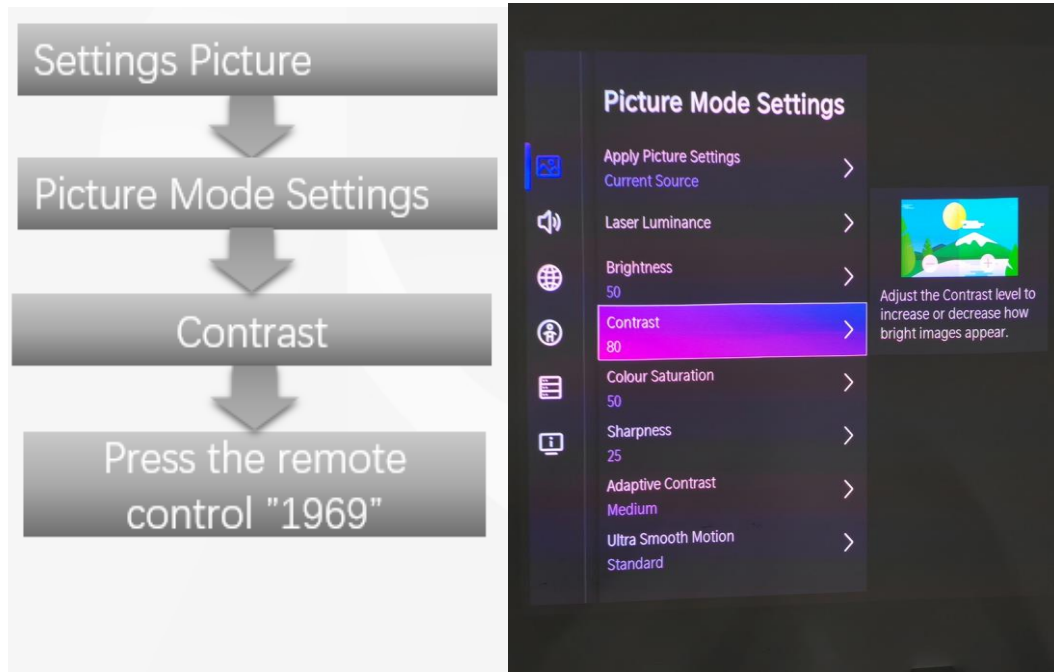 Settings Picture
Picture Mode Settings
Contrast
Press the remote
control "1969"
Picture Mode Settings
Apply Picture Settings
Current Source
Laser Luminance
Brightness
50
Contrast
80
Colour Saturation
50
Sharpness
25
Adaptive Contrast
Medium
Ultra Smooth Motion
Standard
Adjust the Contrast level to
increase or decrease how
bright images appear.